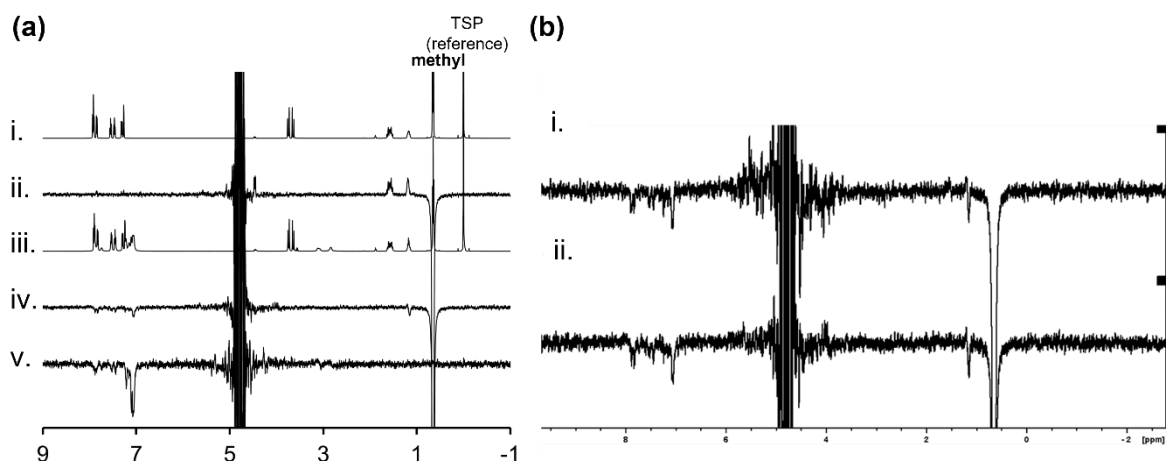 (a)
TSP
(reference)
methyl
i.
ii.
iii.
iv.
v.
9 7 5 3 1 -1
(b)
i.
ii.
8 6 4 2 0 -2 [ppm]